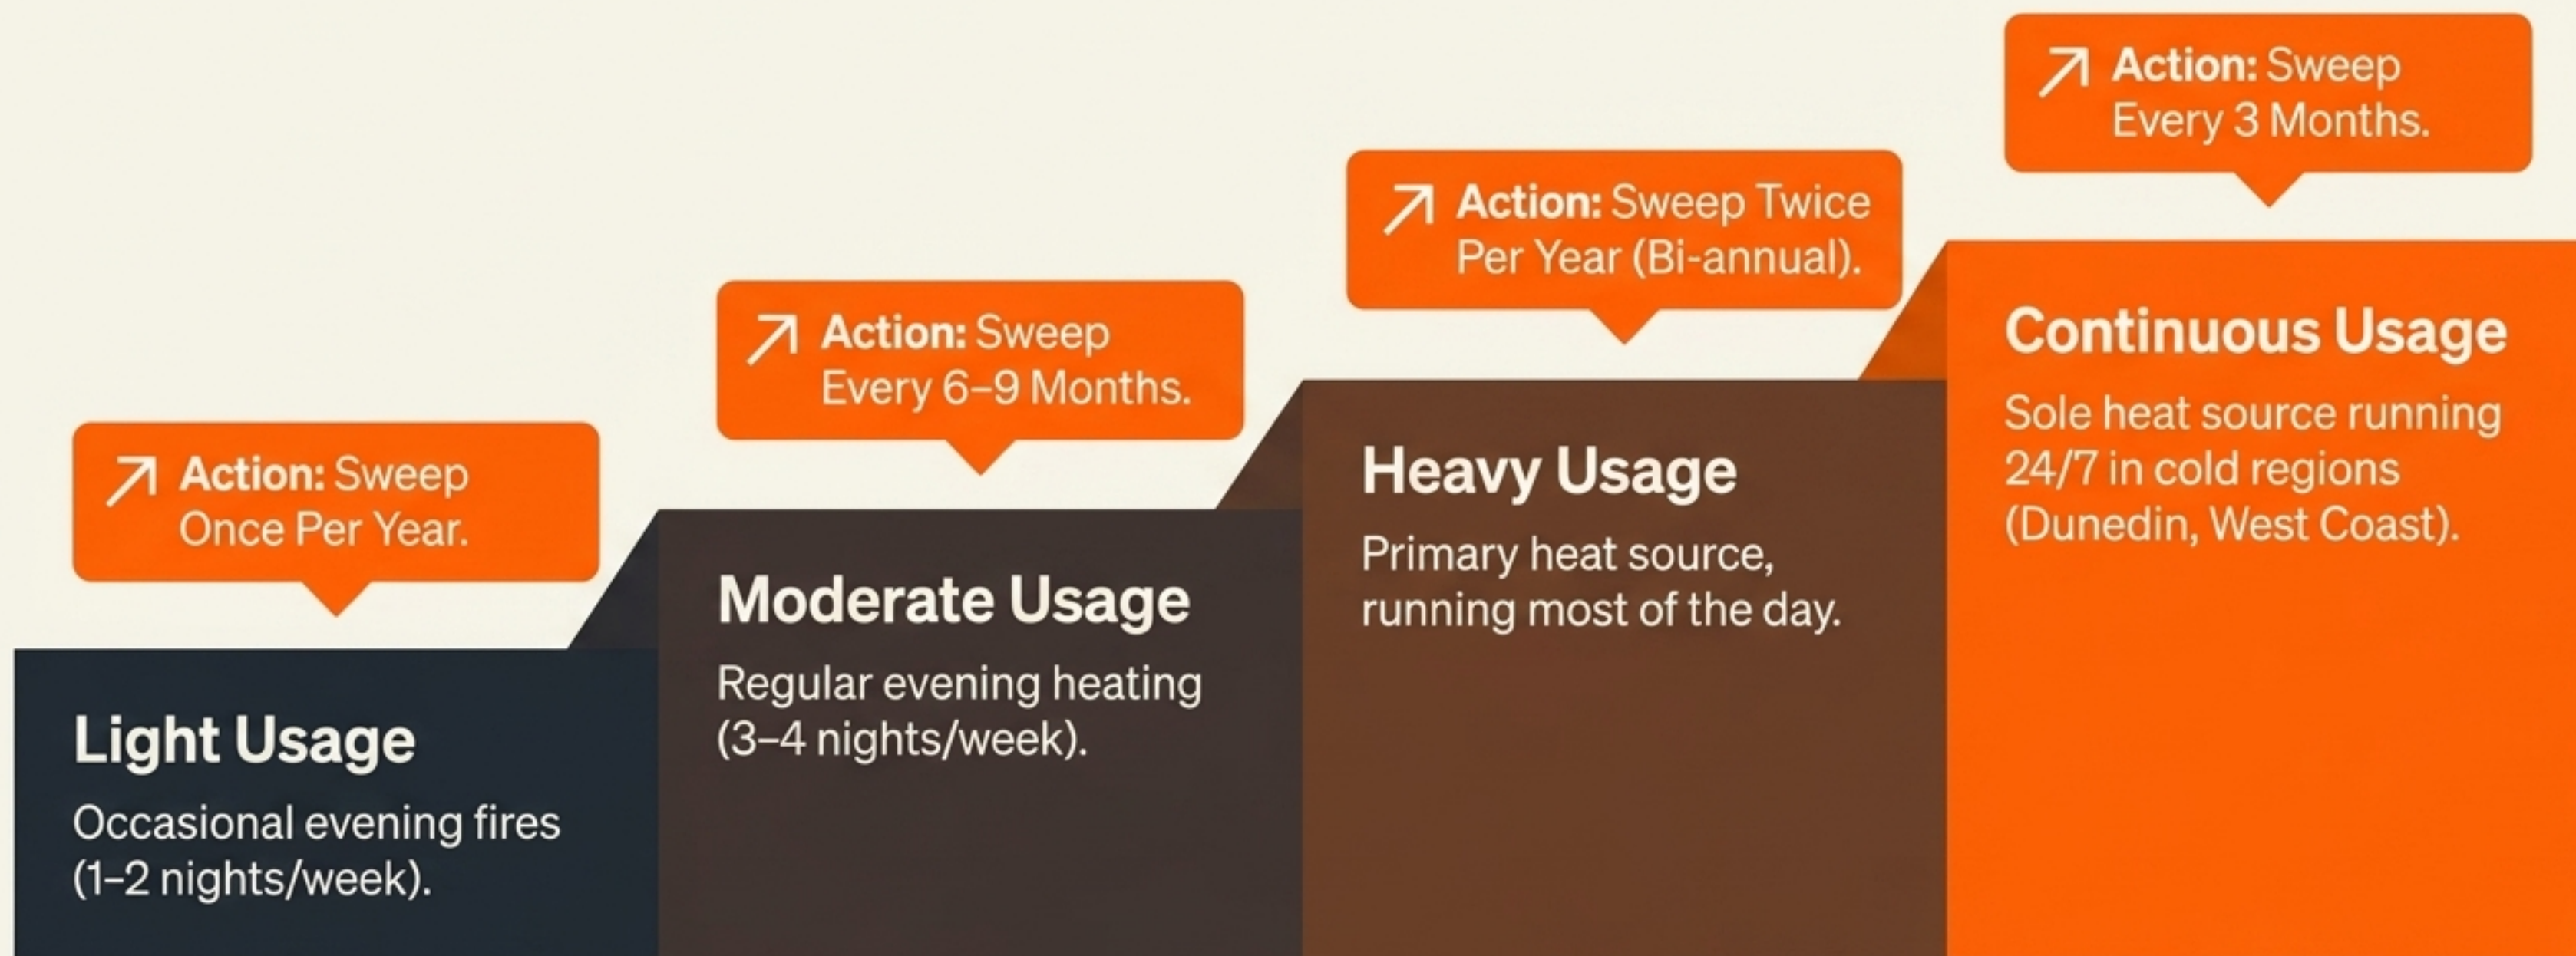 Action: Sweep
Once Per Year.
Light Usage
Occasional evening fires
(1–2 nights/week).
Action: Sweep
Every 6–9 Months.
Moderate Usage
Regular evening heating
(3–4 nights/week).
Action: Sweep Twice
Per Year (Bi-annual).
Heavy Usage
Primary heat source,
running most of the day.
Action: Sweep
Every 3 Months.
Continuous Usage
Sole heat source running
24/7 in cold regions
(Dunedin, West Coast).